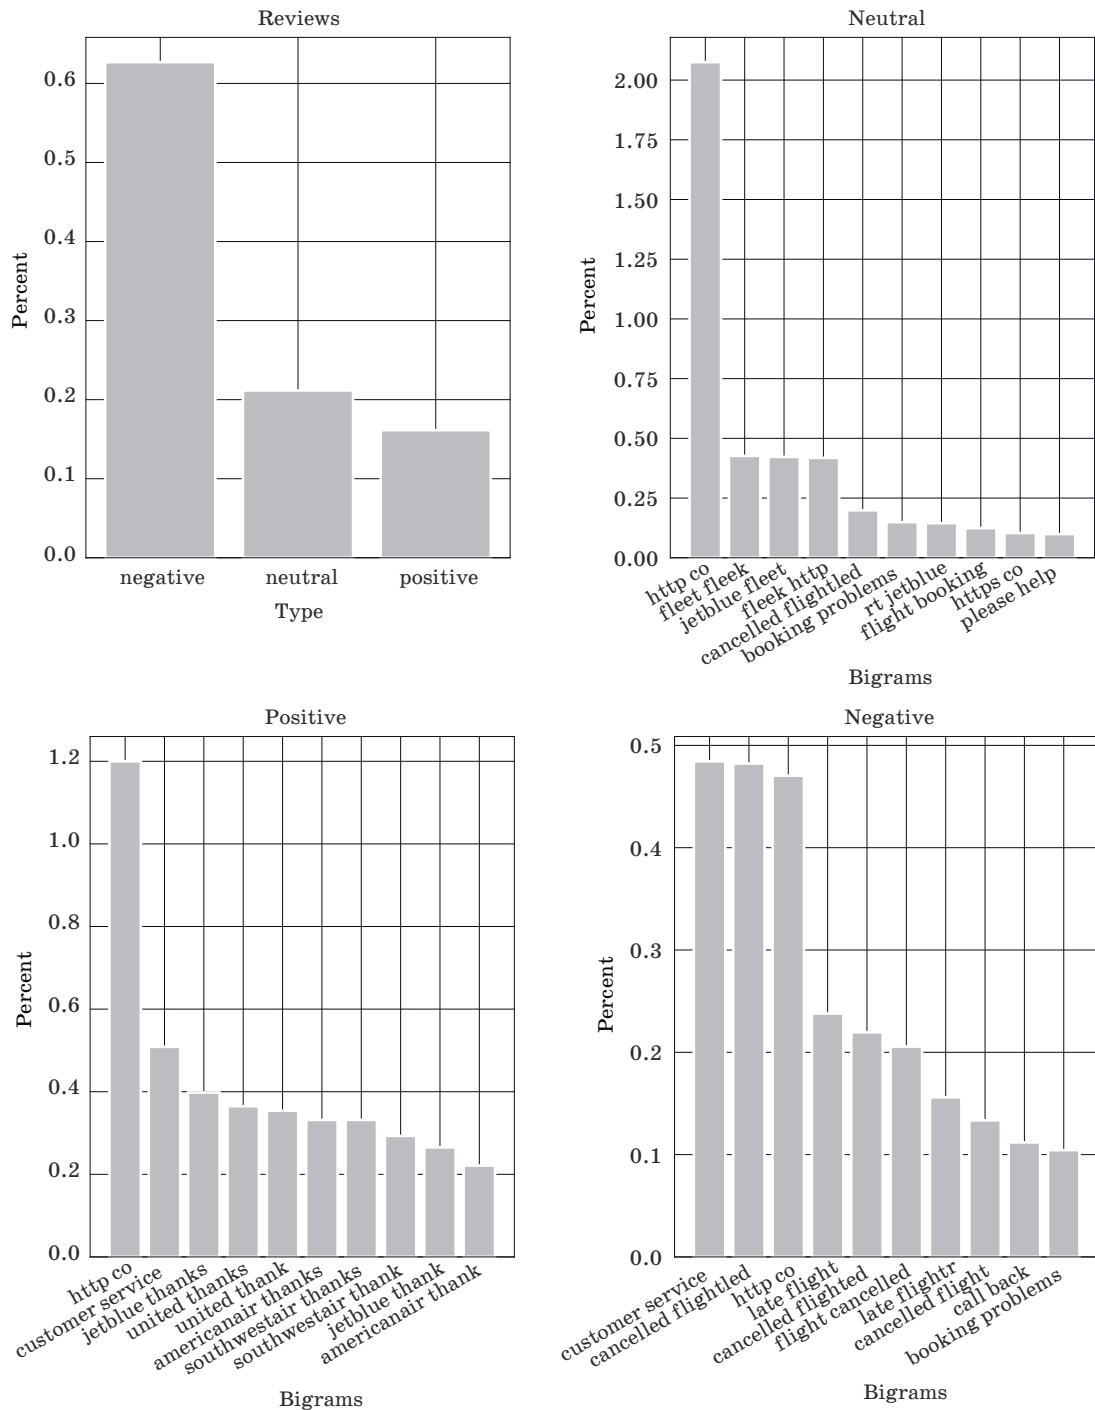 Reviews
Percent
0.6
0.5
0.4
0.3
0.2
0.1
0.0
negative neutral positive
Type
Neutral
Percent
2.00
1.75
1.50
1.25
1.00
0.75
0.50
0.25
0.00
http co
fleet fleek
jetblue fleet
fleek http
cancelled flightled
booking problems
rt jetblue
flight booking
https co
please help
Bigrams
Positive
Percent
1.2
1.0
0.8
0.6
0.4
0.2
0.0
http co
customer service
jetblue thanks
united thanks
united thank
americanair thanks
southwestair thanks
southwestair thank
jetblue thank
americanair thank
Bigrams
Negative
Percent
0.5
0.4
0.3
0.2
0.1
0.0
customer service
cancelled flightled
http co
late flight
cancelled flighted
flight cancelled
late flightr
cancelled flight
call back
booking problems
Bigrams